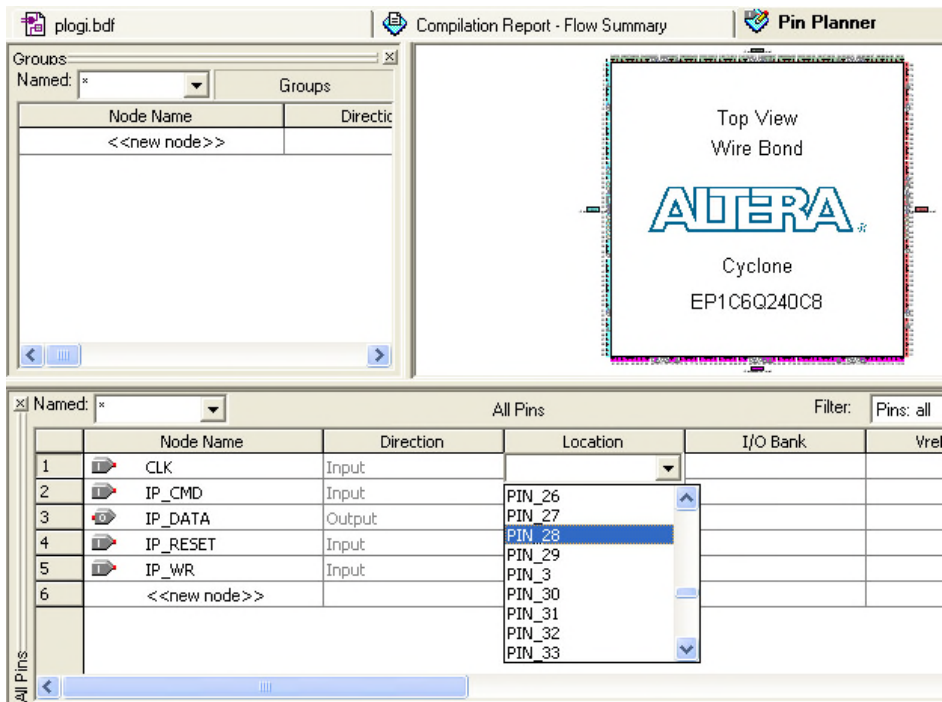 plogi.bdf
Compilation Report - Flow Summary
Pin Planner
Groups
Named: *
Groups
Node Name Directic
<<new node>>
Top View
Wire Bond
ALTERA
Cyclone
EP1C6Q240C8
Named: * All Pins Filter: Pins: all
Node Name Direction Location I/O Bank Vrel
1 CLK Input
2 IP_CMD Input
3 IP_DATA Output
4 IP_RESET Input
5 IP_WR Input
6 <<new node>>
PIN_26
PIN_27
PIN_28
PIN_29
PIN_3
PIN_30
PIN_31
PIN_32
PIN_33
All Pins